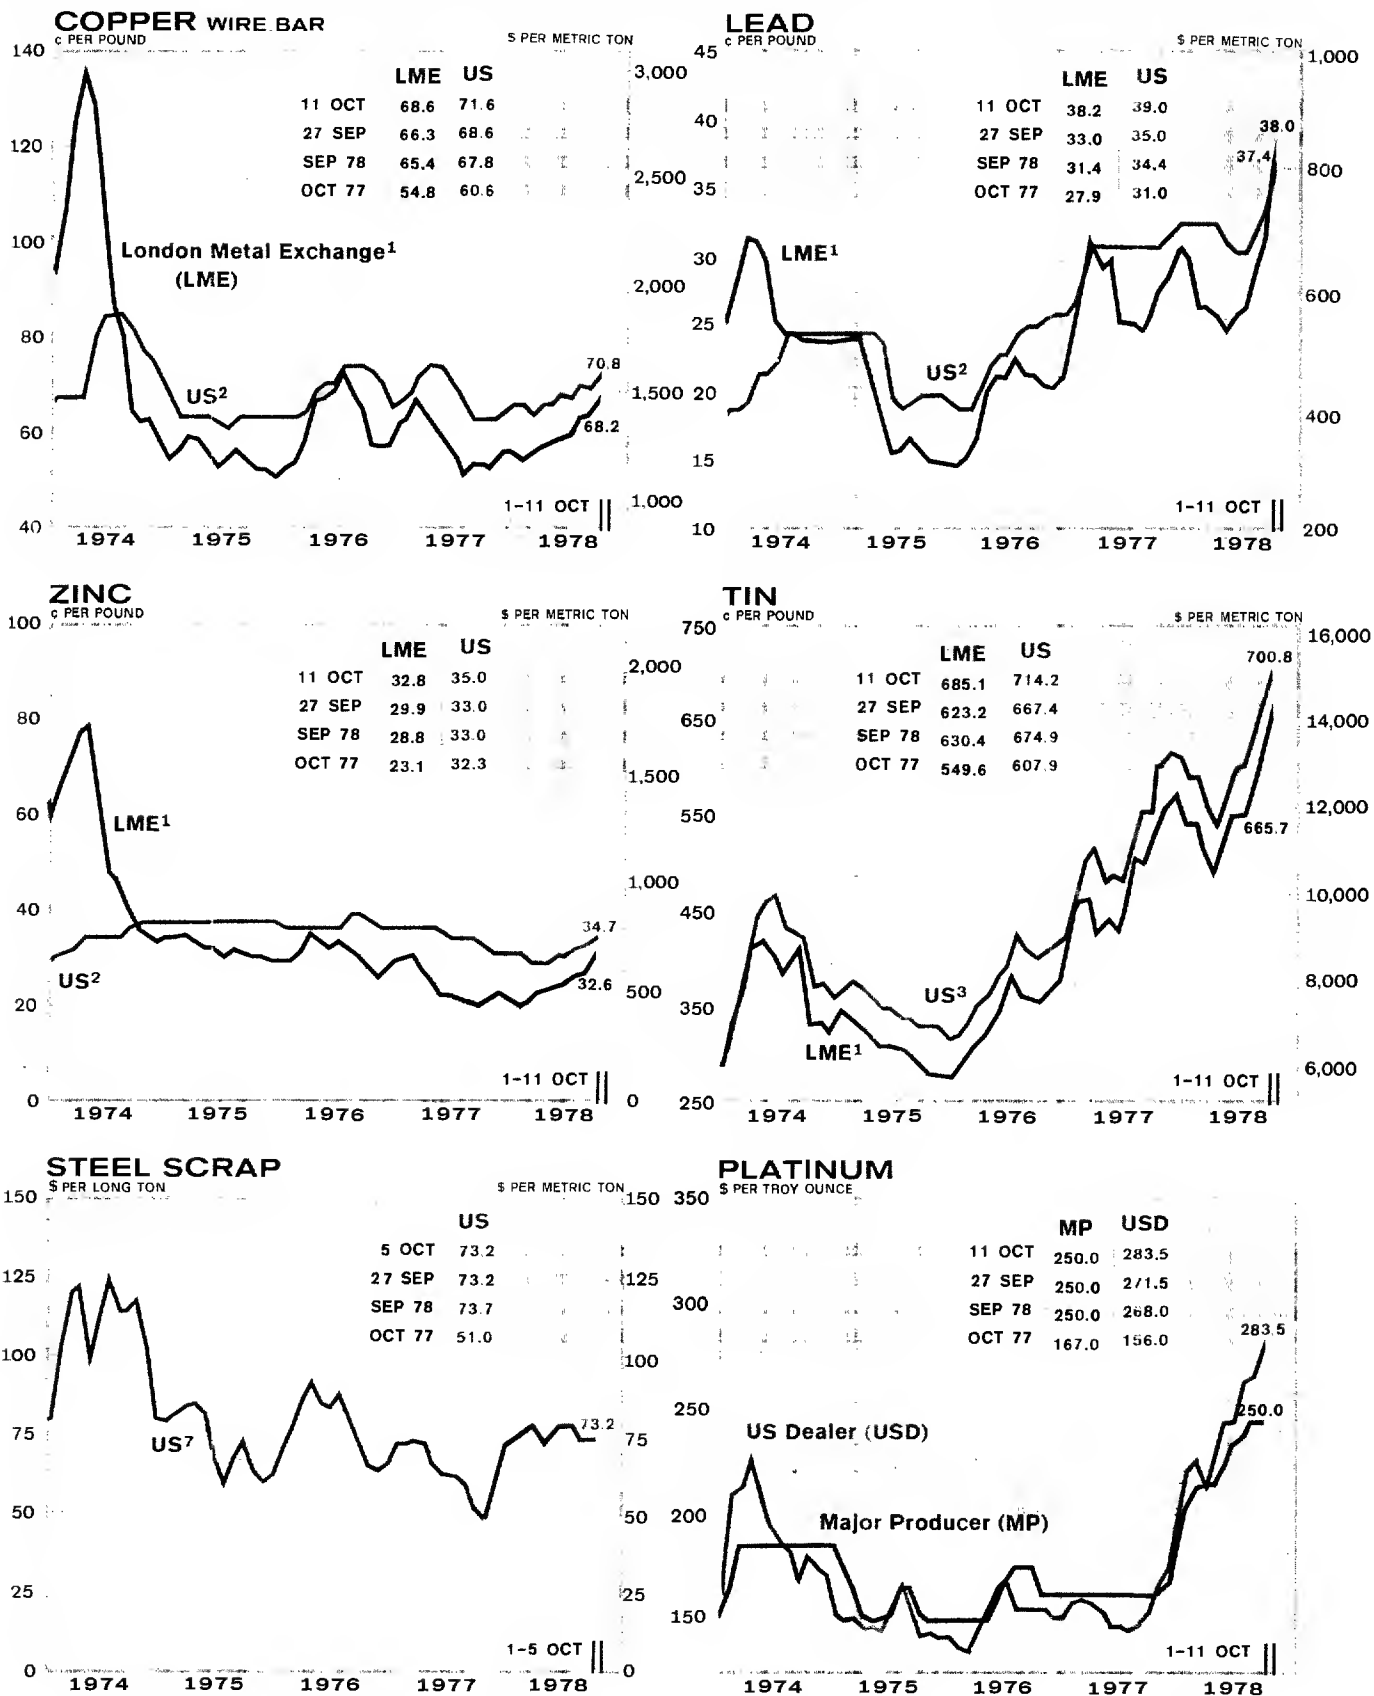 COPPER WIRE BAR
¢ PER POUND
$ PER METRIC TON
LME US
11 OCT 68.6 71.6
27 SEP 66.3 68.6
SEP 78 65.4 67.8
OCT 77 54.8 60.6
140
120
100
80
60
40
3,000
2,500
2,000
1,500
1,000
London Metal Exchange¹
(LME)
US²
70.8
68.2
1-11 OCT
1974 1975 1976 1977 1978
LEAD
¢ PER POUND
$ PER METRIC TON
LME US
11 OCT 38.2 39.0
27 SEP 33.0 35.0
SEP 78 31.4 34.4
OCT 77 27.9 31.0
45
40
35
30
25
20
15
10
1,000
800
600
400
200
38.0
37.4
LME¹
US²
1-11 OCT
1974 1975 1976 1977 1978
ZINC
¢ PER POUND
$ PER METRIC TON
LME US
11 OCT 32.8 35.0
27 SEP 29.9 33.0
SEP 78 28.8 33.0
OCT 77 23.1 32.3
100
80
60
40
20
0
2,000
1,500
1,000
500
0
LME¹
US²
34.7
32.6
1-11 OCT
1974 1975 1976 1977 1978
TIN
¢ PER POUND
$ PER METRIC TON
LME US
11 OCT 685.1 714.2
27 SEP 623.2 667.4
SEP 78 630.4 674.9
OCT 77 549.6 607.9
750
650
550
450
350
250
16,000
14,000
12,000
10,000
8,000
6,000
700.8
665.7
US³
LME¹
1-11 OCT
1974 1975 1976 1977 1978
STEEL SCRAP
$ PER LONG TON
$ PER METRIC TON
US
5 OCT 73.2
27 SEP 73.2
SEP 78 73.7
OCT 77 51.0
150
125
100
75
50
25
0
150
125
100
75
50
25
0
US⁷
73.2
1-5 OCT
1974 1975 1976 1977 1978
PLATINUM
$ PER TROY OUNCE
MP USD
11 OCT 250.0 283.5
27 SEP 250.0 271.5
SEP 78 250.0 268.0
OCT 77 167.0 156.0
350
300
250
200
150
283.5
250.0
US Dealer (USD)
Major Producer (MP)
1-11 OCT
1974 1975 1976 1977 1978